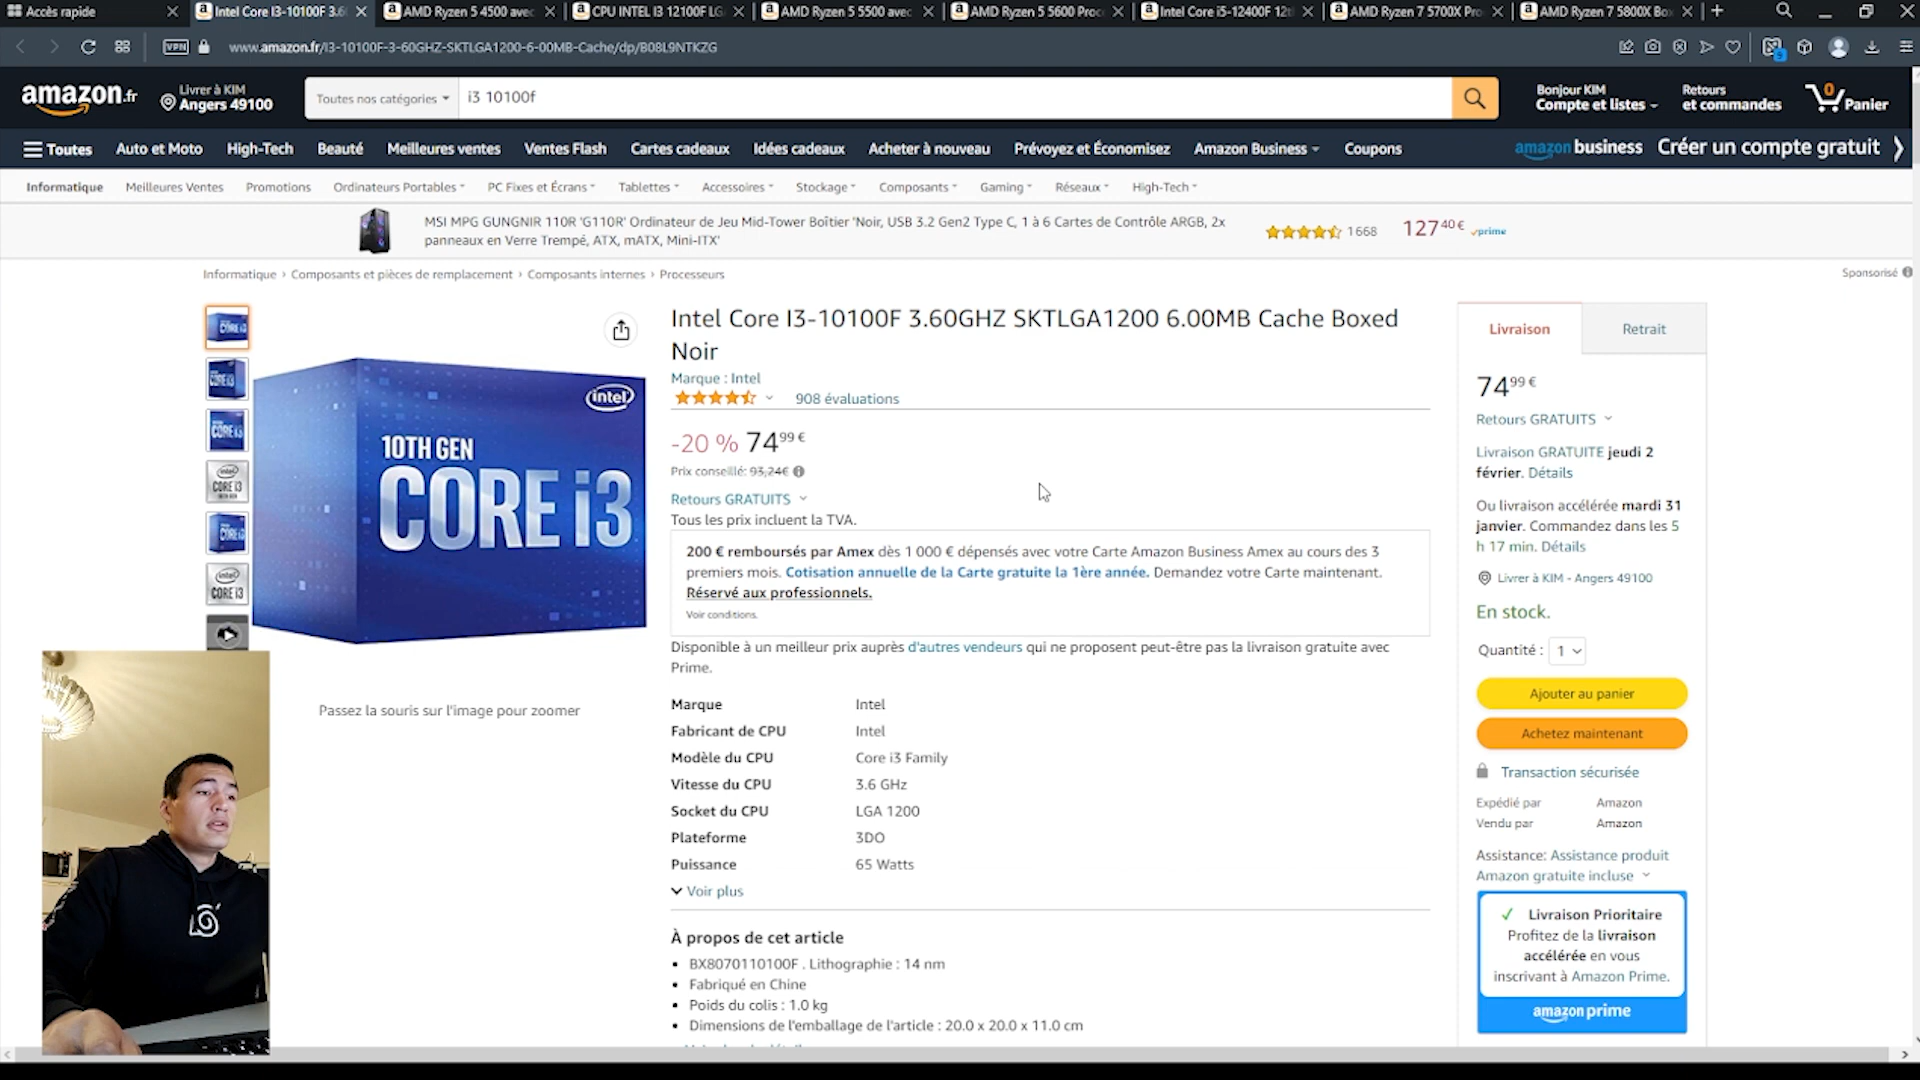 Accès rapide
Intel Core I3-10100F 3.6
AMD Ryzen 5 4500 avec
CPU INTEL I3 12100F LG
AMD Ryzen 5 5500 avec
AMD Ryzen 5 5600 Proc
Intel Core i5-12400F 12t
AMD Ryzen 7 5700X Pro
AMD Ryzen 7 5800X Box
VPN
www.amazon.fr/I3-10100F-3-60GHZ-SKTLGA1200-6-00MB-Cache/dp/B08L9NTKZG
amazon.fr
Livrer à KIM
Angers 49100
Toutes nos catégories
i3 10100f
Bonjour KIM
Compte et listes
Retours
et commandes
0
Panier
Toutes
Auto et Moto
High-Tech
Beauté
Meilleures ventes
Ventes Flash
Cartes cadeaux
Idées cadeaux
Acheter à nouveau
Prévoyez et Économisez
Amazon Business
Coupons
amazon business
Créer un compte gratuit
Informatique
Meilleures Ventes
Promotions
Ordinateurs Portables
PC Fixes et Écrans
Tablettes
Accessoires
Stockage
Composants
Gaming
Réseaux
High-Tech
MSI MPG GUNGNIR 110R 'G110R' Ordinateur de Jeu Mid-Tower Boîtier 'Noir, USB 3.2 Gen2 Type C, 1 à 6 Cartes de Contrôle ARGB, 2x
panneaux en Verre Trempé, ATX, mATX, Mini-ITX'
1 668
127,40 €
prime
Informatique › Composants et pièces de remplacement › Composants internes › Processeurs
Sponsorisé
intel
10TH GEN
CORE i3
Passez la souris sur l'image pour zoomer
Intel Core I3-10100F 3.60GHZ SKTLGA1200 6.00MB Cache Boxed
Noir
Marque : Intel
908 évaluations
-20 % 74 99 €
Prix conseillé: 93,24€
Retours GRATUITS
Tous les prix incluent la TVA.
200 € remboursés par Amex dès 1 000 € dépensés avec votre Carte Amazon Business Amex au cours des 3
premiers mois. Cotisation annuelle de la Carte gratuite la 1ère année. Demandez votre Carte maintenant.
Réservé aux professionnels.
Voir conditions.
Disponible à un meilleur prix auprès d'autres vendeurs qui ne proposent peut-être pas la livraison gratuite avec
Prime.
Marque Intel
Fabricant de CPU Intel
Modèle du CPU Core i3 Family
Vitesse du CPU 3.6 GHz
Socket du CPU LGA 1200
Plateforme 3DO
Puissance 65 Watts
Voir plus
À propos de cet article
BX8070110100F . Lithographie : 14 nm
Fabriqué en Chine
Poids du colis : 1.0 kg
Dimensions de l'emballage de l'article : 20.0 x 20.0 x 11.0 cm
Livraison
Retrait
74 99 €
Retours GRATUITS
Livraison GRATUITE jeudi 2
février. Détails
Ou livraison accélérée mardi 31
janvier. Commandez dans les 5
h 17 min. Détails
Livrer à KIM - Angers 49100
En stock.
Quantité : 1
Ajouter au panier
Achetez maintenant
Transaction sécurisée
Expédié par Amazon
Vendu par Amazon
Assistance: Assistance produit
Amazon gratuite incluse
Livraison Prioritaire
Profitez de la livraison
accélérée en vous
inscrivant à Amazon Prime.
amazon prime